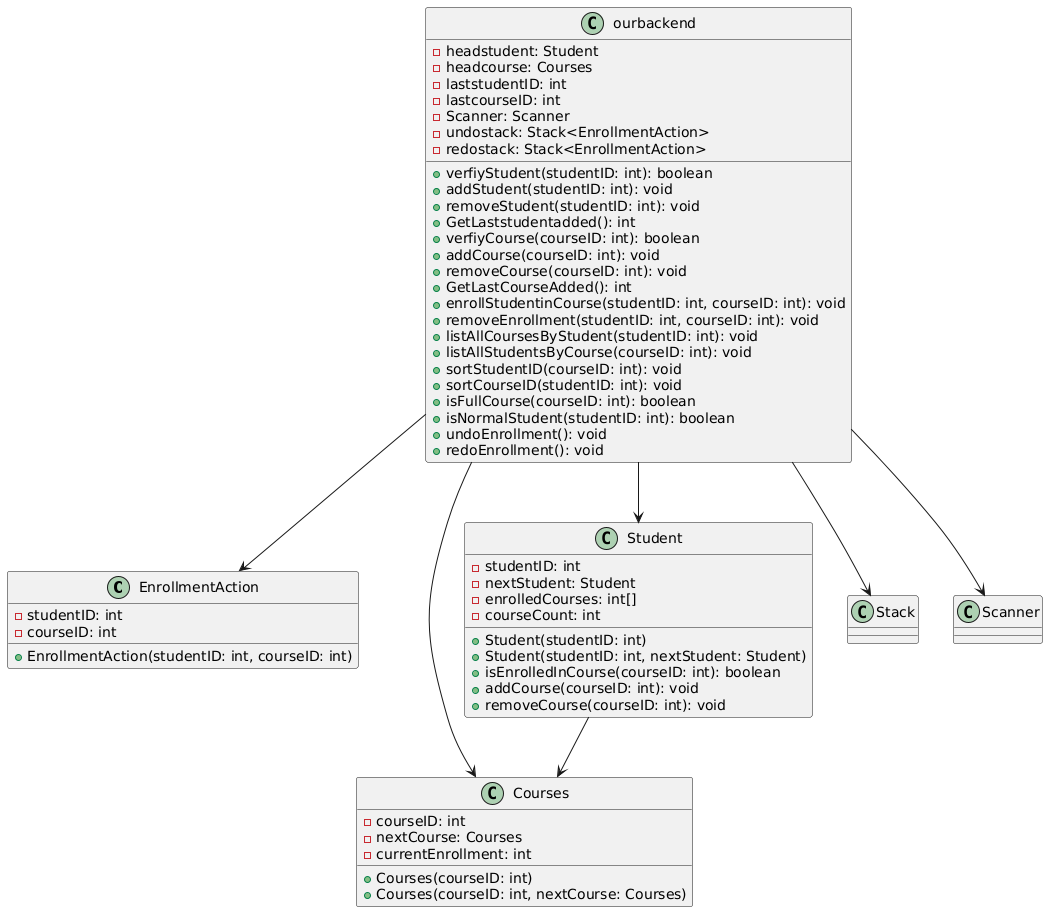 C ourbackend
headstudent: Student
headcourse: Courses
laststudentID: int
lastcourseID: int
Scanner: Scanner
undostack: Stack<EnrollmentAction>
redostack: Stack<EnrollmentAction>
verfiyStudent(studentID: int): boolean
addStudent(studentID: int): void
removeStudent(studentID: int): void
GetLaststudentadded(): int
verfiyCourse(courseID: int): boolean
addCourse(courseID: int): void
removeCourse(courseID: int): void
GetLastCourseAdded(): int
enrollStudentinCourse(studentID: int, courseID: int): void
removeEnrollment(studentID: int, courseID: int): void
listAllCoursesByStudent(studentID: int): void
listAllStudentsByCourse(courseID: int): void
sortStudentID(courseID: int): void
sortCourseID(studentID: int): void
isFullCourse(courseID: int): boolean
isNormalStudent(studentID: int): boolean
undoEnrollment(): void
redoEnrollment(): void
C EnrollmentAction
studentID: int
courseID: int
EnrollmentAction(studentID: int, courseID: int)
C Student
studentID: int
nextStudent: Student
enrolledCourses: int[]
courseCount: int
Student(studentID: int)
Student(studentID: int, nextStudent: Student)
isEnrolledInCourse(courseID: int): boolean
addCourse(courseID: int): void
removeCourse(courseID: int): void
C Stack
C Scanner
C Courses
courseID: int
nextCourse: Courses
currentEnrollment: int
Courses(courseID: int)
Courses(courseID: int, nextCourse: Courses)